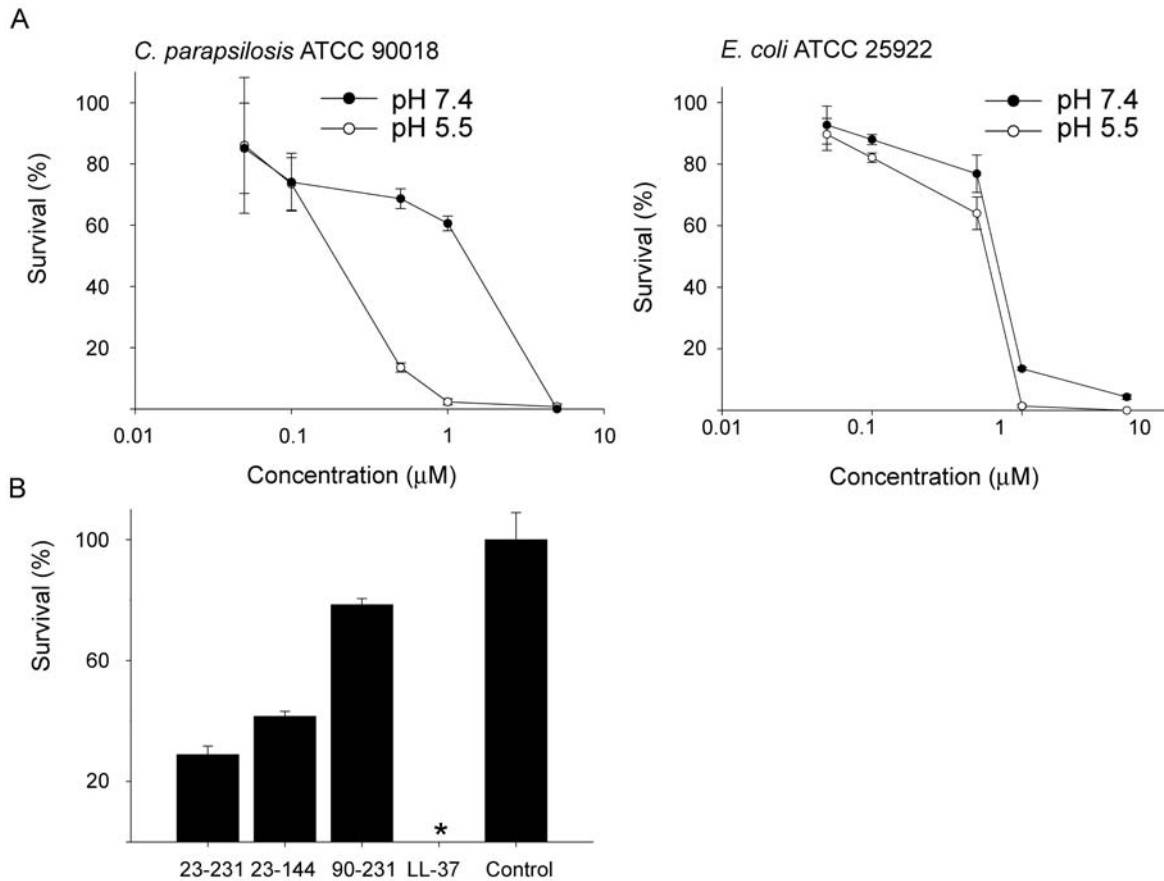 A
C. parapsilosis ATCC 90018
pH 7.4
pH 5.5
Survival (%)
100
80
60
40
20
0.01 0.1 1 10
Concentration (μM)
E. coli ATCC 25922
pH 7.4
pH 5.5
Survival (%)
100
80
60
40
20
0.01 0.1 1 10
Concentration (μM)
B
Survival (%)
100
60
20
*
23-231 23-144 90-231 LL-37 Control